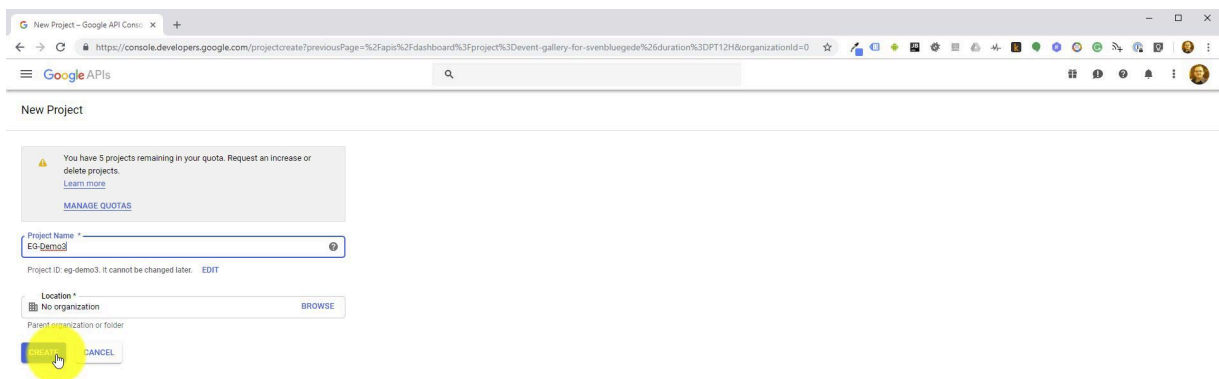 New Project – Google API Conso
https://console.developers.google.com/projectcreate?previousPage=%2Fapis%2Fdashboard%3Fproject%3Devent-gallery-for-svenbluegede%26duration%3DPT12H&organizationId=0
Google APIs
New Project
You have 5 projects remaining in your quota. Request an increase or
delete projects.
Learn more
MANAGE QUOTAS
Project Name *
EG-Demo3
Project ID: eg-demo3. It cannot be changed later. EDIT
Location *
No organization BROWSE
Parent organization or folder
CREATE CANCEL